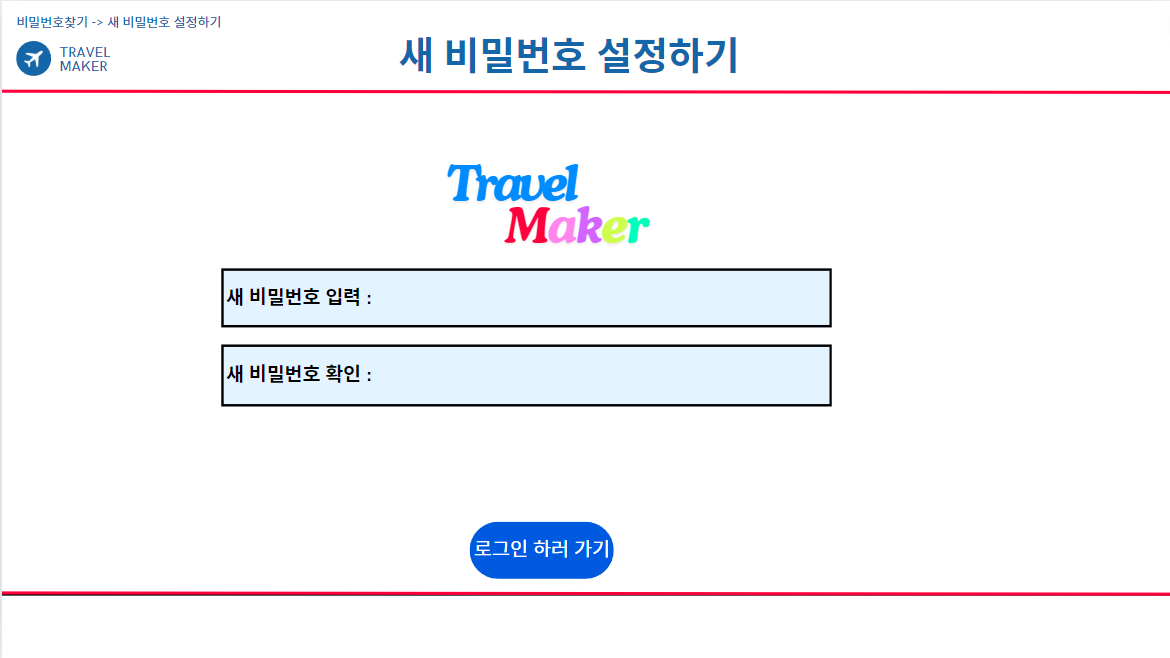 비밀번호찾기 -> 새 비밀번호 설정하기
TRAVEL
MAKER
새 비밀번호 설정하기
Travel
Maker
새 비밀번호 입력 :
새 비밀번호 확인 :
로그인 하러 가기